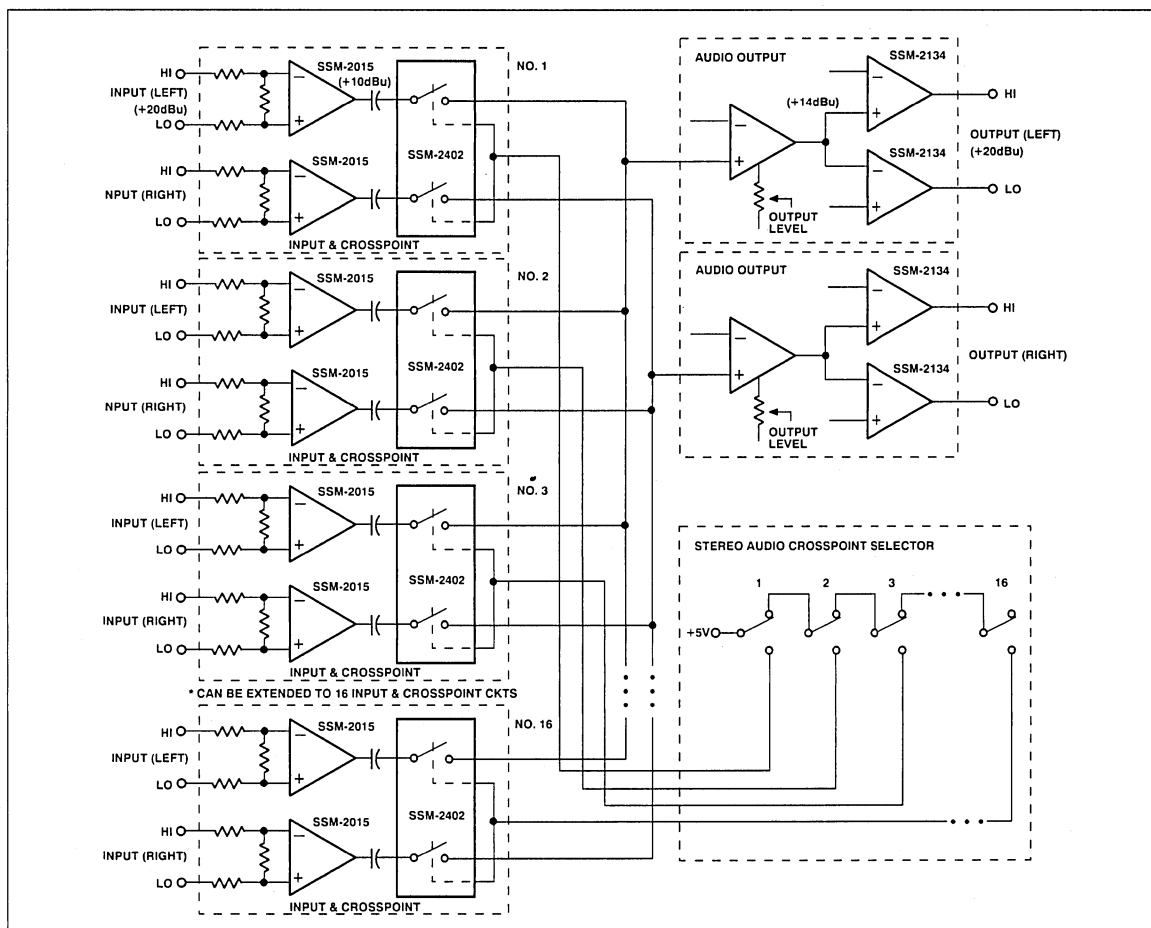 HI
INPUT (LEFT)
(+20dBu)
LO
SSM-2015
(+10dBu)
–
+
HI
NPUT (RIGHT)
LO
SSM-2015
–
+
SSM-2402
NO. 1
INPUT & CROSSPOINT
HI
INPUT (LEFT)
LO
SSM-2015
–
+
HI
NPUT (RIGHT)
LO
SSM-2015
–
+
SSM-2402
NO. 2
INPUT & CROSSPOINT
HI
INPUT (LEFT)
LO
SSM-2015
–
+
HI
INPUT (RIGHT)
LO
SSM-2015
–
+
SSM-2402
NO. 3
INPUT & CROSSPOINT
* CAN BE EXTENDED TO 16 INPUT & CROSSPOINT CKTS
HI
INPUT (LEFT)
LO
SSM-2015
–
+
HI
INPUT (RIGHT)
LO
SSM-2015
–
+
SSM-2402
NO. 16
INPUT & CROSSPOINT
AUDIO OUTPUT
–
+
OUTPUT
LEVEL
(+14dBu)
SSM-2134
–
+
HI
OUTPUT (LEFT)
(+20dBu)
SSM-2134
–
+
LO
AUDIO OUTPUT
–
+
OUTPUT
LEVEL
SSM-2134
–
+
HI
OUTPUT (RIGHT)
SSM-2134
–
+
LO
STEREO AUDIO CROSSPOINT SELECTOR
1 2 3 16
+5V